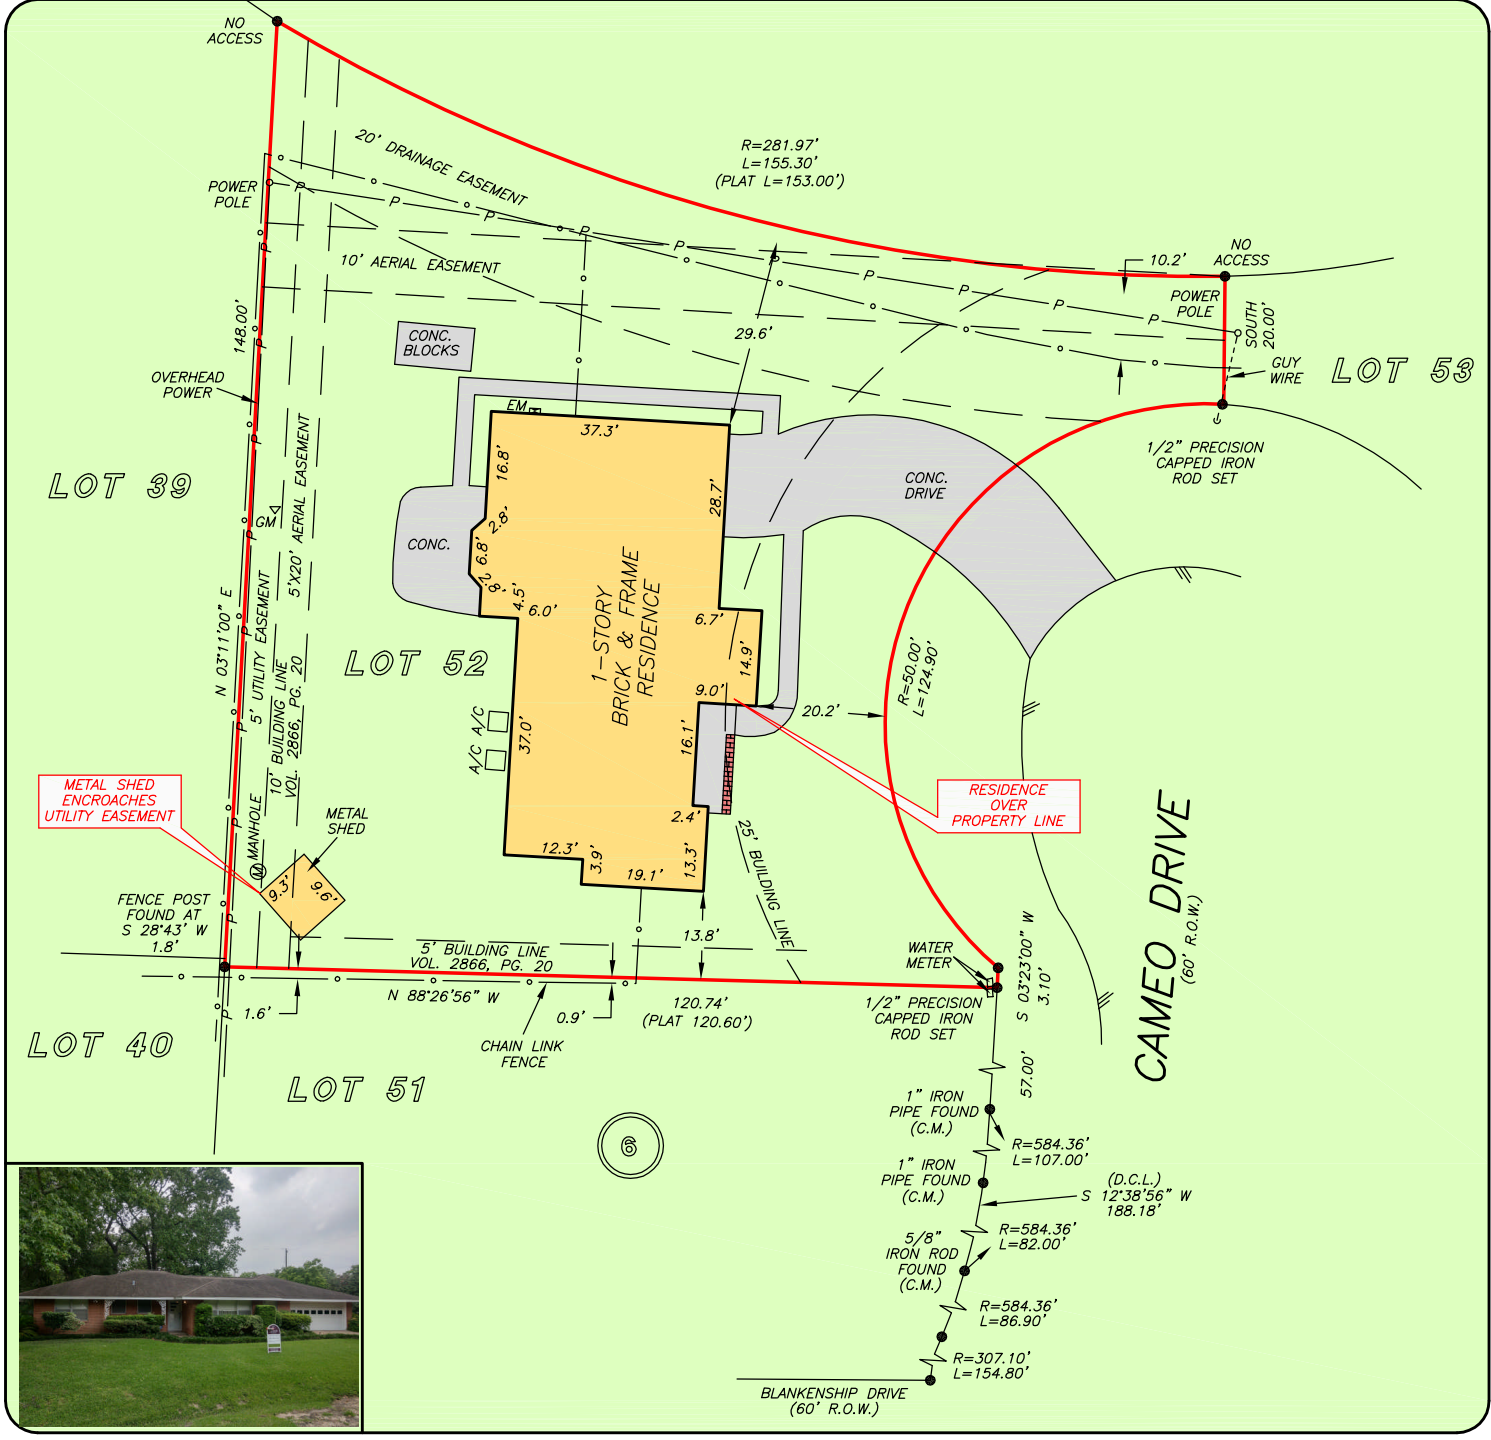 NO
ACCESS
R=281.97'
L=155.30'
(PLAT L=153.00')
20' DRAINAGE EASEMENT
POWER
POLE
P
P
P
P
P
P
P
P
P
P
10' AERIAL EASEMENT
NO
ACCESS
10.2'
POWER
POLE
SOUTH
20.00'
GUY
WIRE
LOT 53
29.6'
148.00'
CONC.
BLOCKS
OVERHEAD
POWER
EM
37.3'
16.8'
28.7'
1/2" PRECISION
CAPPED IRON
ROD SET
CONC.
DRIVE
LOT 39
GM
5'X20' AERIAL EASEMENT
2.8'
6.8'
2.8'
4.5'
6.0'
CONC.
1-STORY
BRICK & FRAME
RESIDENCE
6.7'
14.9'
9.0'
N 03°11'00" E
5' UTILITY EASEMENT
10' BUILDING LINE
VOL. 2866, PG. 20
LOT 52
R=50.00'
L=124.90'
20.2'
A/C
A/C
37.0'
16.1'
METAL SHED
ENCROACHES
UTILITY EASEMENT
RESIDENCE
OVER
PROPERTY LINE
METAL
SHED
MANHOLE
M
9.3'
9.6'
2.4'
12.3'
3.9'
19.1'
13.3'
25' BUILDING LINE
CAMEO DRIVE
(60' R.O.W.)
FENCE POST
FOUND AT
S 28°43' W
1.8'
13.8'
5' BUILDING LINE
VOL. 2866, PG. 20
N 88°26'56" W
WATER
METER
S 03°23'00" W
3.10'
1.6'
0.9'
120.74'
(PLAT 120.60')
1/2" PRECISION
CAPPED IRON
ROD SET
CHAIN LINK
FENCE
LOT 40
LOT 51
57.00'
6
1" IRON
PIPE FOUND
(C.M.)
R=584.36'
L=107.00'
1" IRON
PIPE FOUND
(C.M.)
(D.C.L.)
S 12°38'56" W
188.18'
5/8"
IRON ROD
FOUND
(C.M.)
R=584.36'
L=82.00'
R=584.36'
L=86.90'
R=307.10'
L=154.80'
BLANKENSHIP DRIVE
(60' R.O.W.)
P
P
P
P
P
P
P
P
P